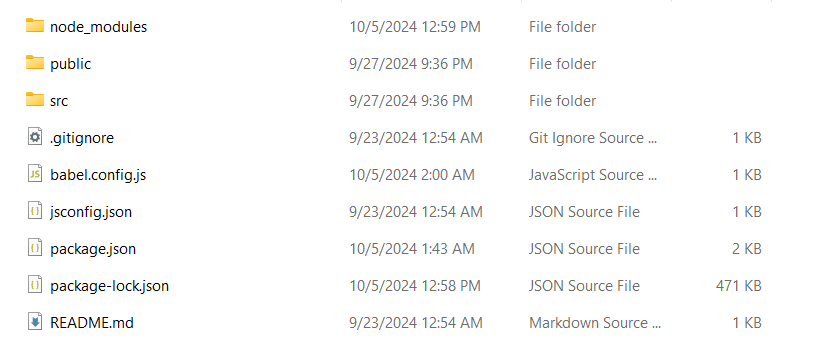 node_modules 10/5/2024 12:59 PM File folder
public 9/27/2024 9:36 PM File folder
src 9/27/2024 9:36 PM File folder
.gitignore 9/23/2024 12:54 AM Git Ignore Source ... 1 KB
babel.config.js 10/5/2024 2:00 AM JavaScript Source ... 1 KB
jsconfig.json 9/23/2024 12:54 AM JSON Source File 1 KB
package.json 10/5/2024 1:43 AM JSON Source File 2 KB
package-lock.json 10/5/2024 12:58 PM JSON Source File 471 KB
README.md 9/23/2024 12:54 AM Markdown Source ... 1 KB